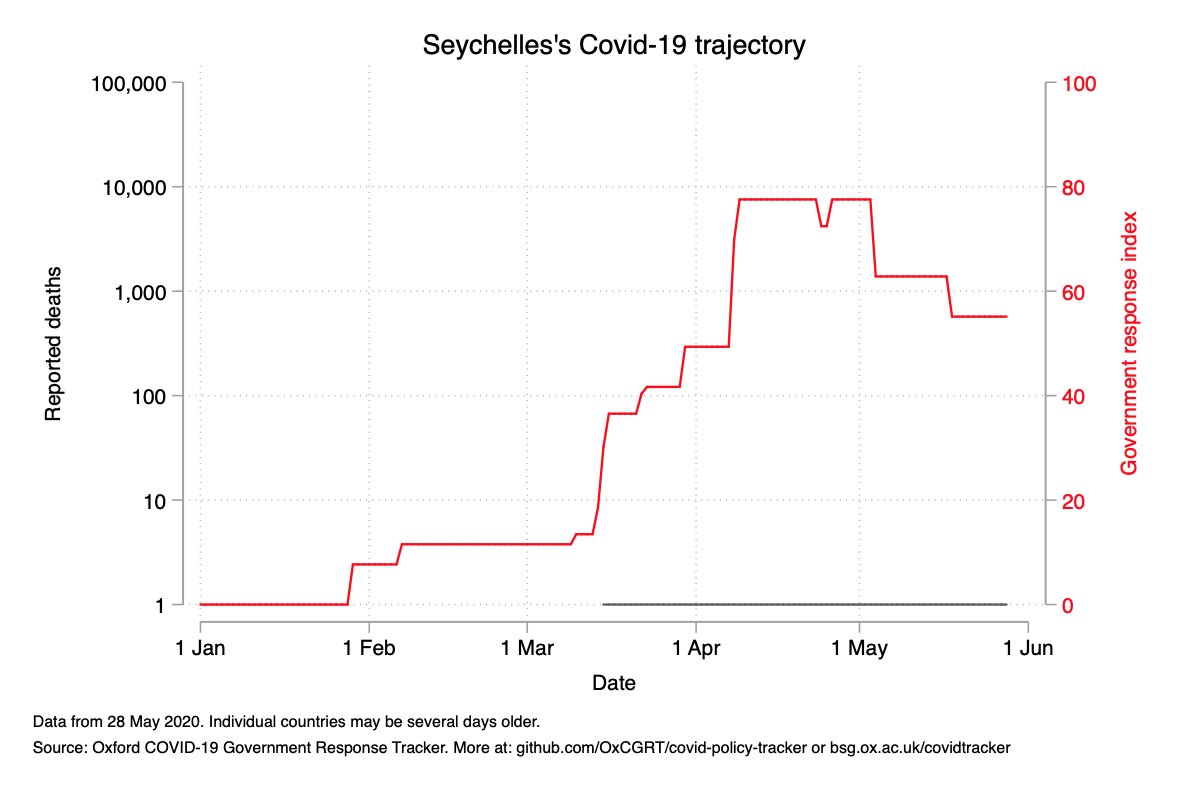 Seychelles's Covid-19 trajectory
100,000
10,000
1,000
100
10
1
Reported deaths
100
80
60
40
20
0
Government response index
1 Jan
1 Feb
1 Mar
1 Apr
1 May
1 Jun
Date
Data from 28 May 2020. Individual countries may be several days older.
Source: Oxford COVID-19 Government Response Tracker. More at: github.com/OxCGRT/covid-policy-tracker or bsg.ox.ac.uk/covidtracker